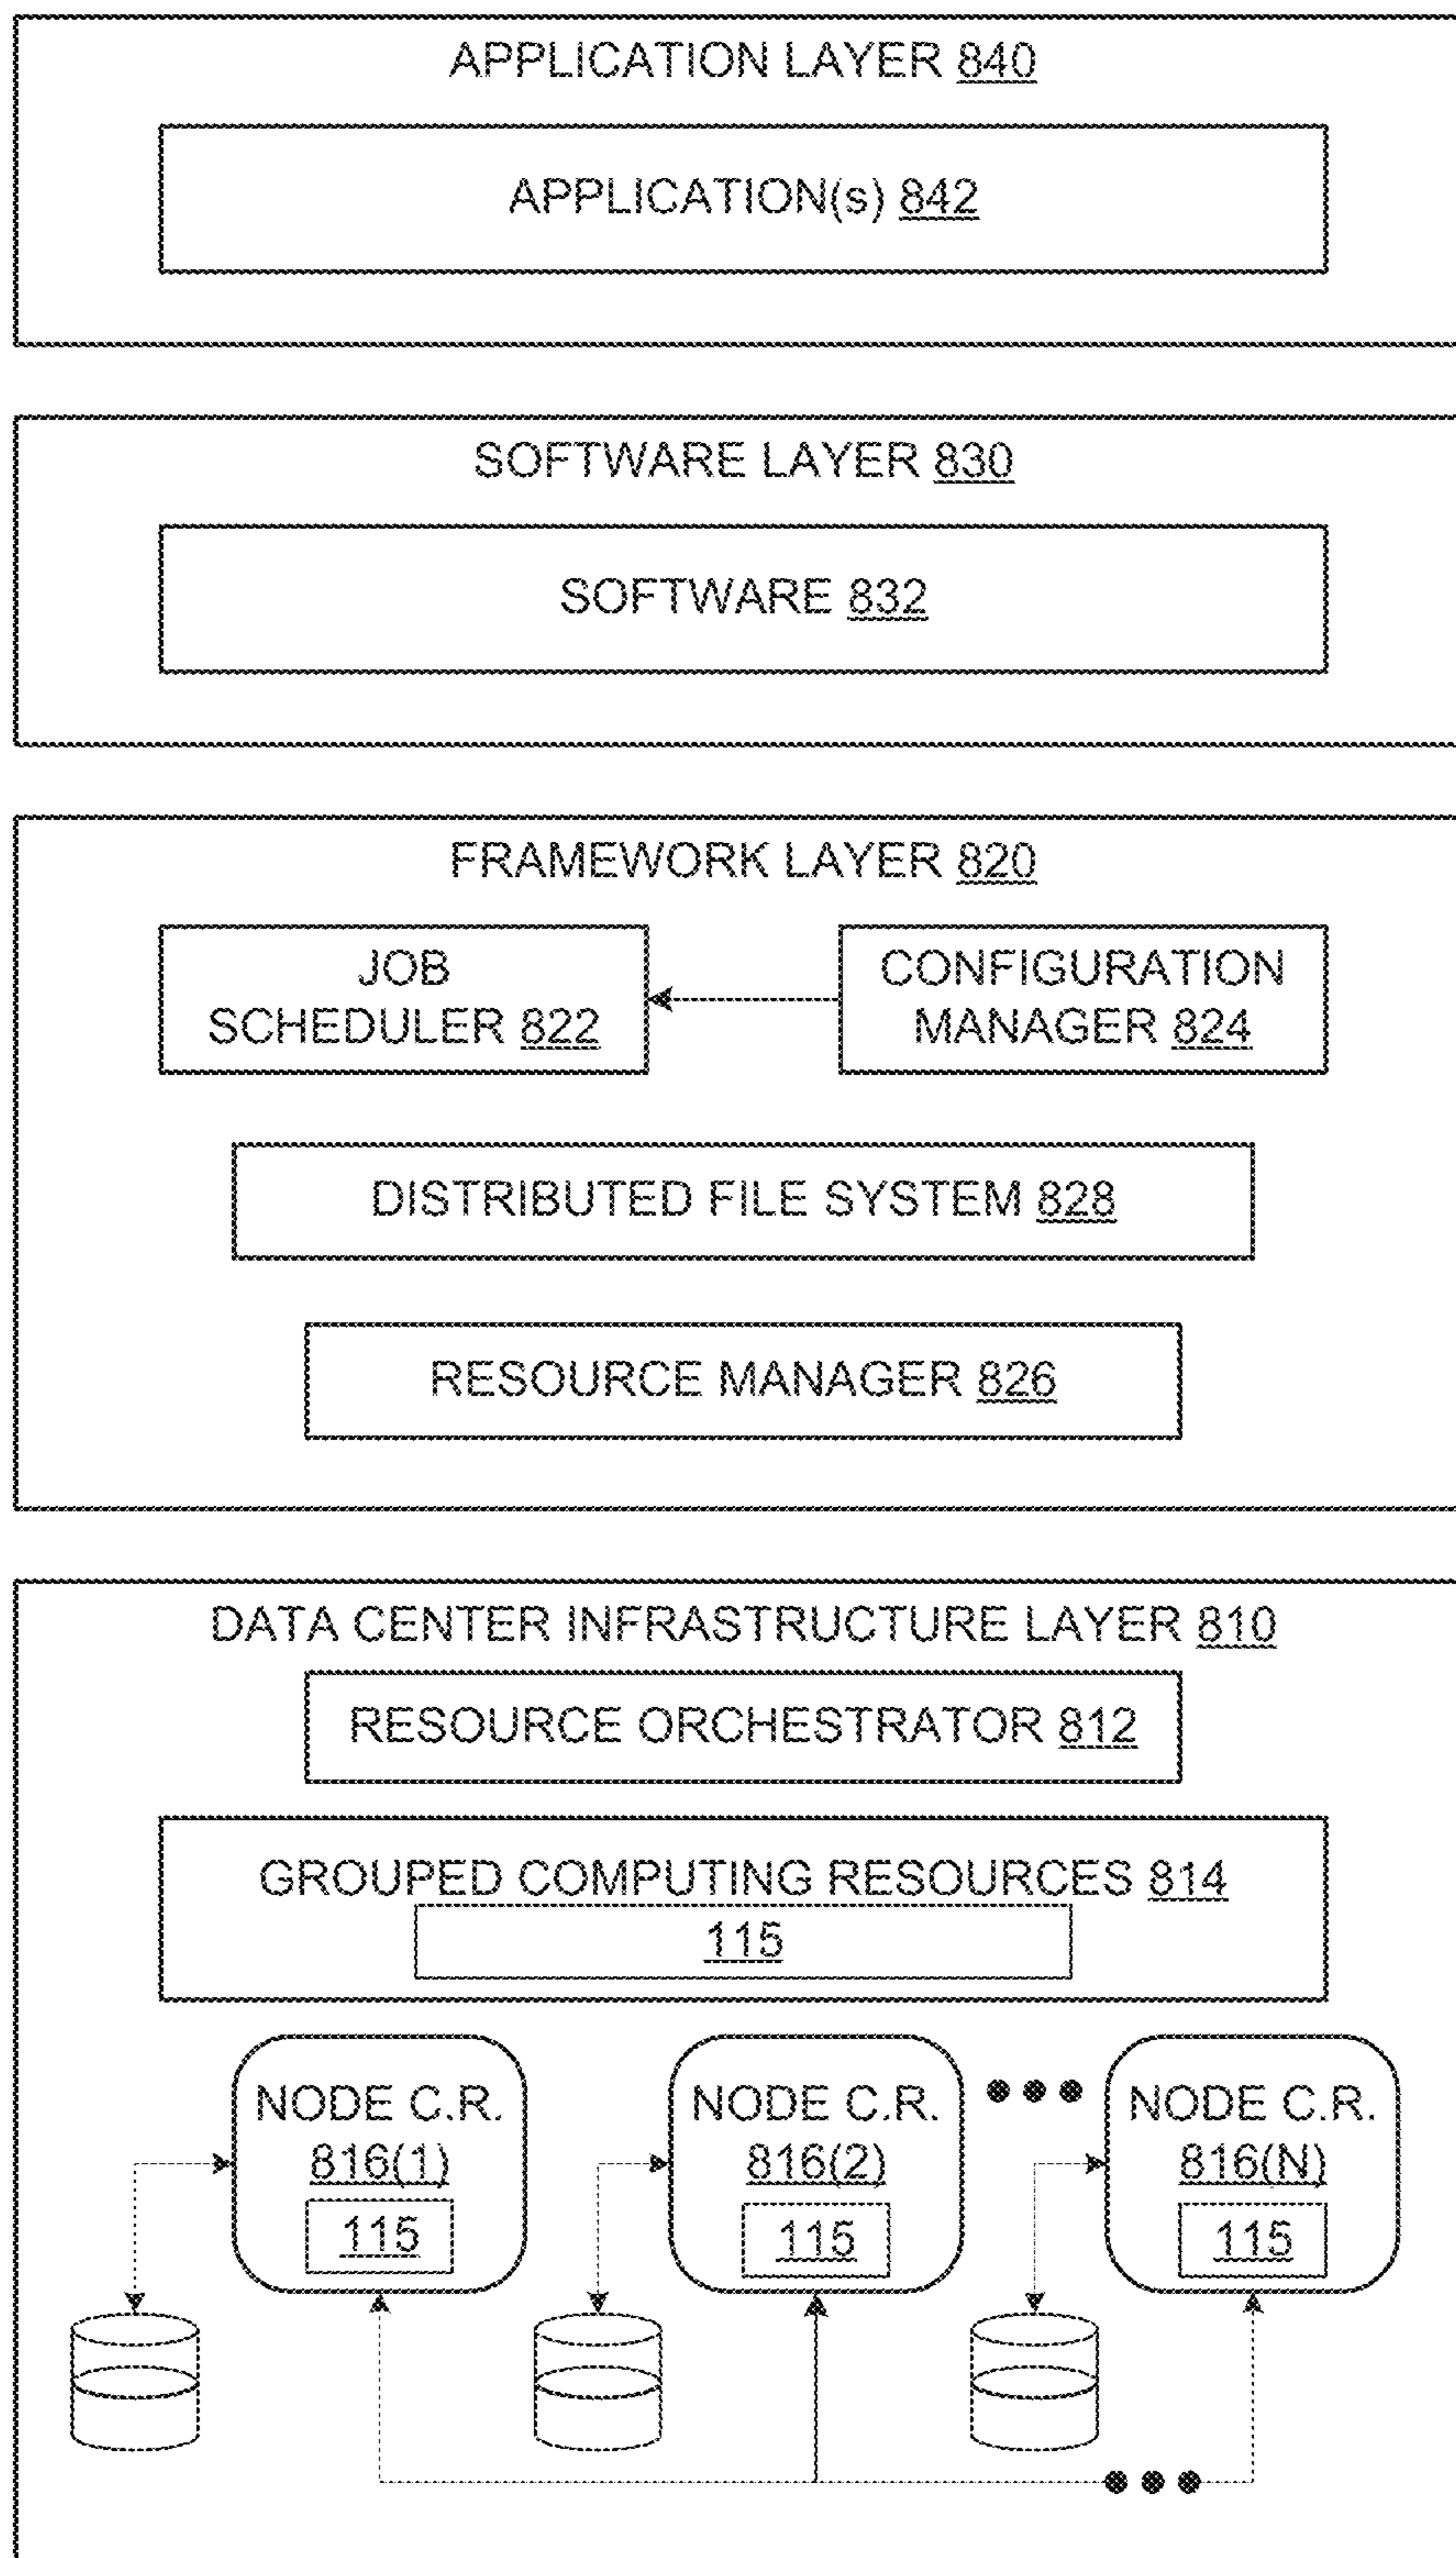 APPLICATION LAYER 840
APPLICATION(s) 842
SOFTWARE LAYER 830
SOFTWARE 832
FRAMEWORK LAYER 820
JOB
SCHEDULER 822
CONFIGURATION
MANAGER 824
DISTRIBUTED FILE SYSTEM 828
RESOURCE MANAGER 826
DATA CENTER INFRASTRUCTURE LAYER 810
RESOURCE ORCHESTRATOR 812
GROUPED COMPUTING RESOURCES 814
115
NODE C.R.
816(1)
115
NODE C.R.
816(2)
115
NODE C.R.
816(N)
115